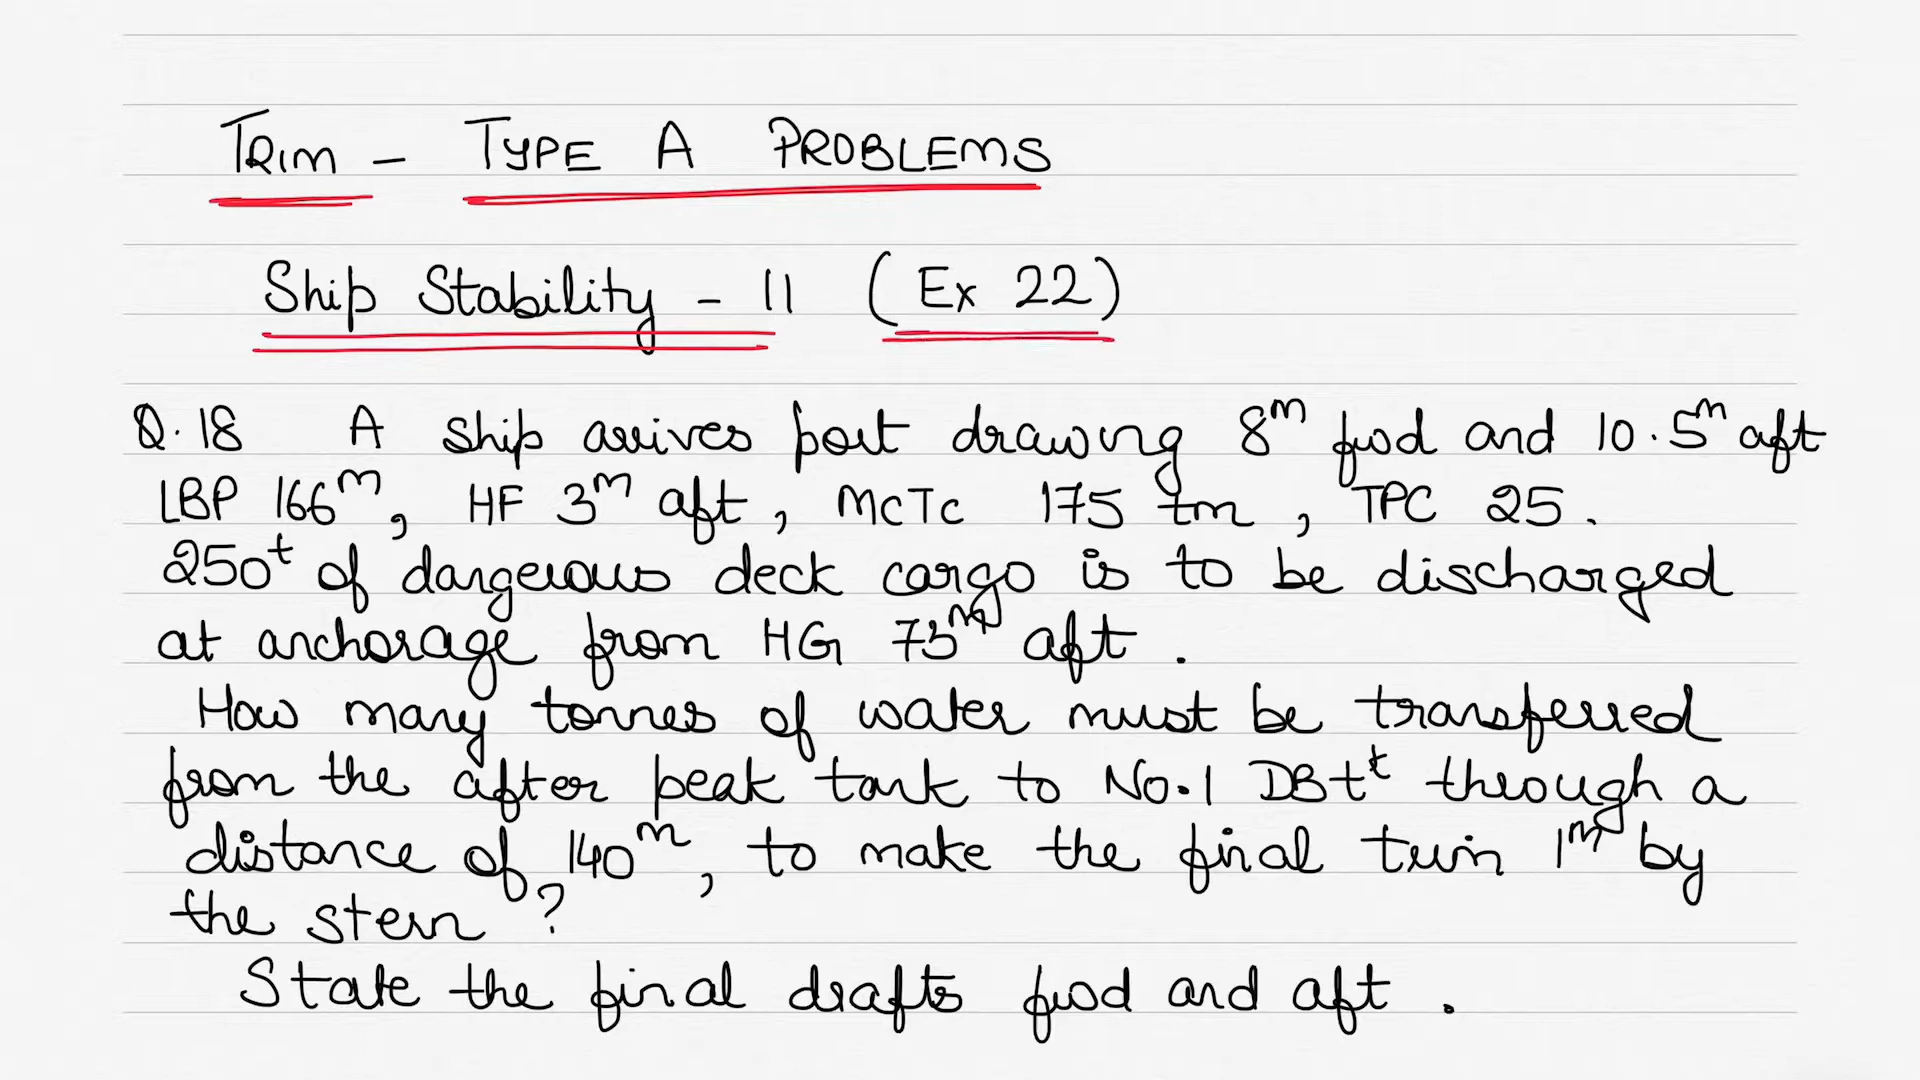 TRIM - TYPE A PROBLEMS
Ship Stability - II (Ex 22)
Q.18 A ship arrives port drawing 8m fwd and 10.5m aft
LBP 166m, HF 3m aft, MCTC 175 tm, TPC 25.
250t of dangerous deck cargo is to be discharged
at anchorage from HG 73m aft.
How many tonnes of water must be transferred
from the after peak tank to No.1 DBtt through a
distance of 140m, to make the final trim 1m by
the stern?
State the final drafts fwd and aft.